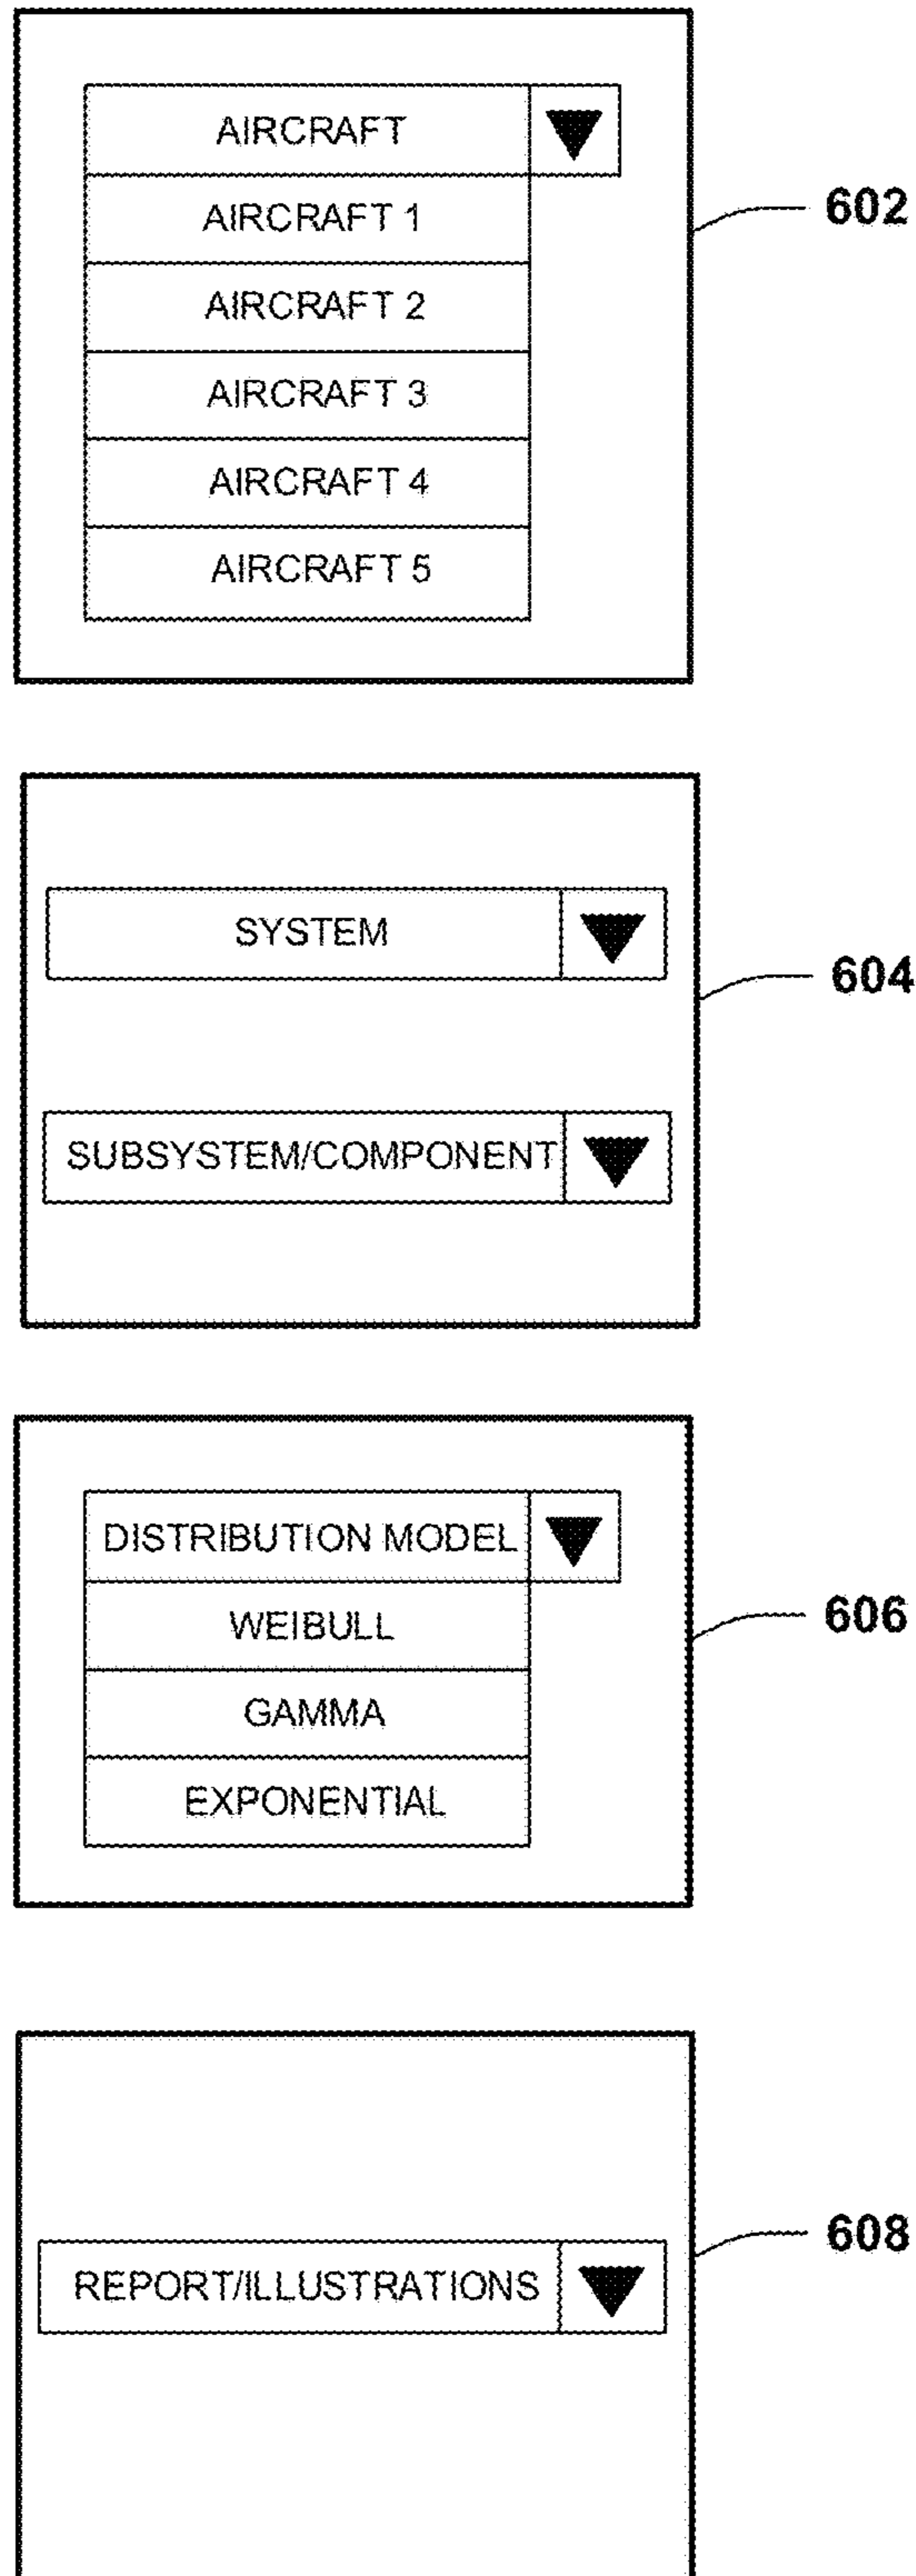 AIRCRAFT
AIRCRAFT 1
602
AIRCRAFT 2
AIRCRAFT 3
AIRCRAFT 4
AIRCRAFT 5
SYSTEM
604
SUBSYSTEM/COMPONENT
DISTRIBUTION MODEL
606
WEIBULL
GAMMA
EXPONENTIAL
608
REPORT/ILLUSTRATIONS